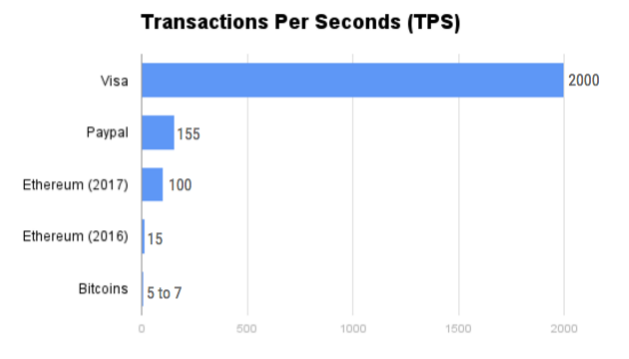 Transactions Per Seconds (TPS)
Visa 2000
Paypal 155
Ethereum (2017) 100
Ethereum (2016) 15
Bitcoins 5 to 7
0 500 1000 1500 2000